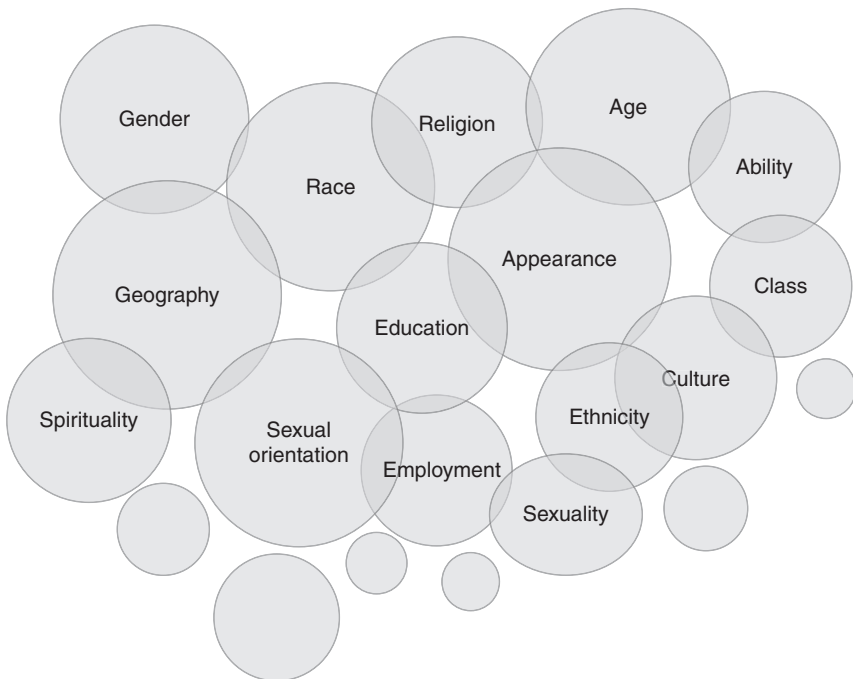 Gender
Race
Religion
Age
Ability
Geography
Appearance
Class
Education
Culture
Spirituality
Sexual
orientation
Ethnicity
Employment
Sexuality